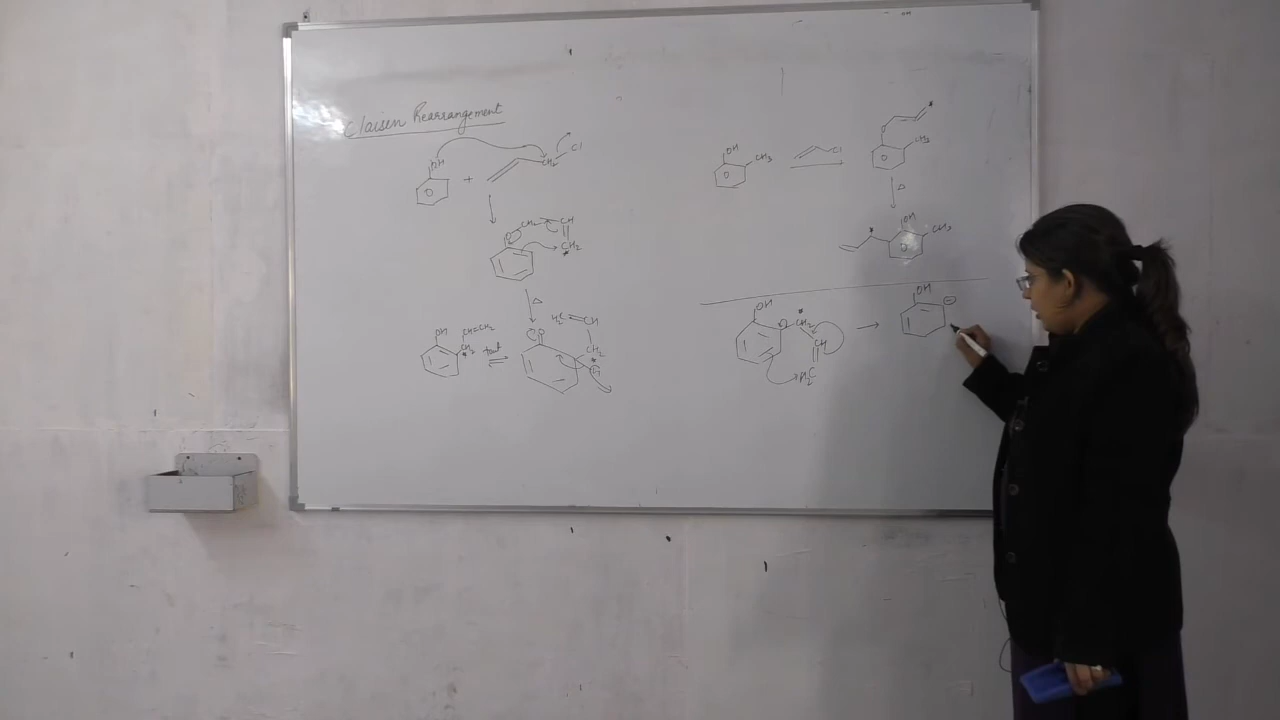 Claisen Rearrangement
OH
+
CH2
Cl
O
CH2
CH
CH2
*
Δ
OH
CH=CH2
CH2
*
taut
O
H2C
CH
CH2
*
H
OH
CH3
Cl
O
*
CH3
Δ
OH
CH3
*
OH
O
CH2
*
CH
H2C
OH